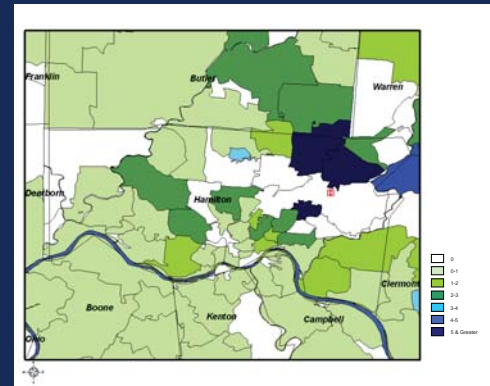 Franklin
Butler
Warren
Dearborn
Hamilton
H
Clermont
Boone
Kenton
Campbell
Ohio
0
0-1
1-2
2-3
3-4
4-5
5 & Greater